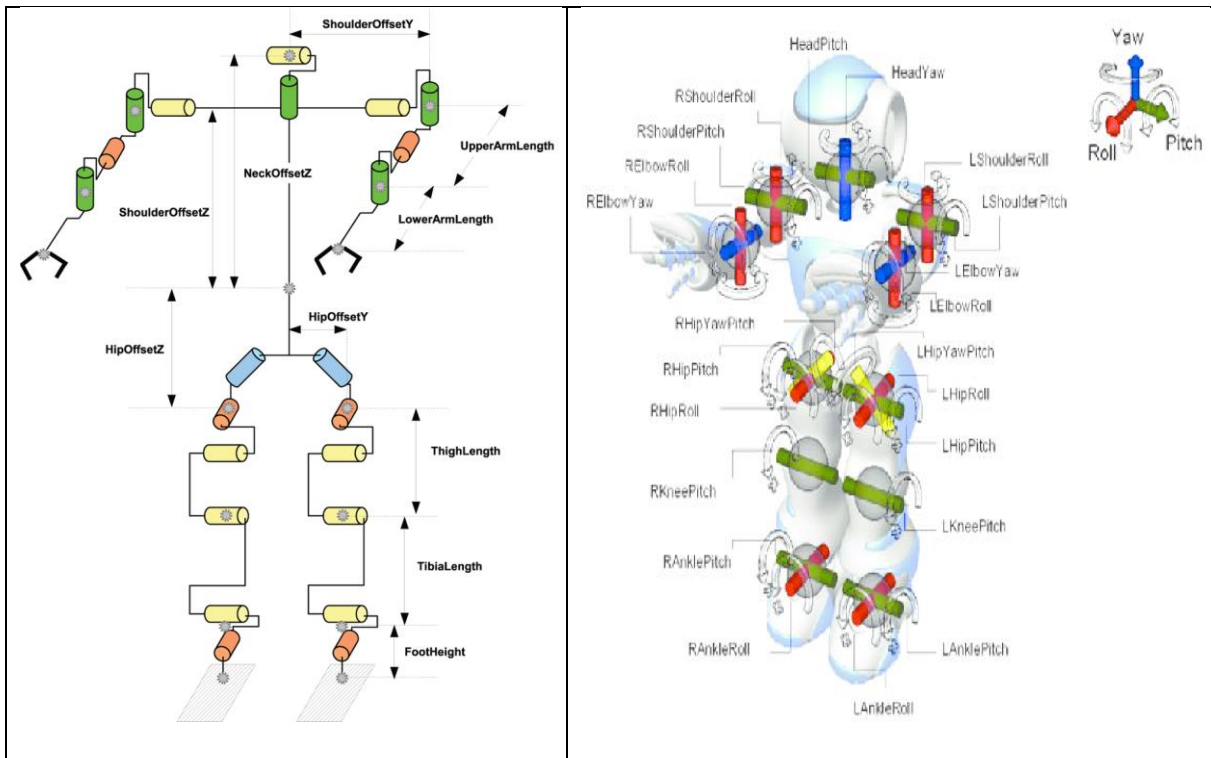 ShoulderOffsetY
UpperArmLength
NeckOffsetZ
ShoulderOffsetZ
LowerArmLength
HipOffsetY
HipOffsetZ
ThighLength
TibiaLength
FootHeight
HeadPitch
Yaw
HeadYaw
RShoulderRoll
RShoulderPitch
Roll
Pitch
LShoulderRoll
RElbowRoll
LShoulderPitch
RElbowYaw
LElbowYaw
LElbowRoll
RHipYawPitch
LHipYawPitch
RHipPitch
LHipRoll
RHipRoll
LHipPitch
RKneePitch
LKneePitch
RAnklePitch
RAnkleRoll
LAnklePitch
LAnkleRoll